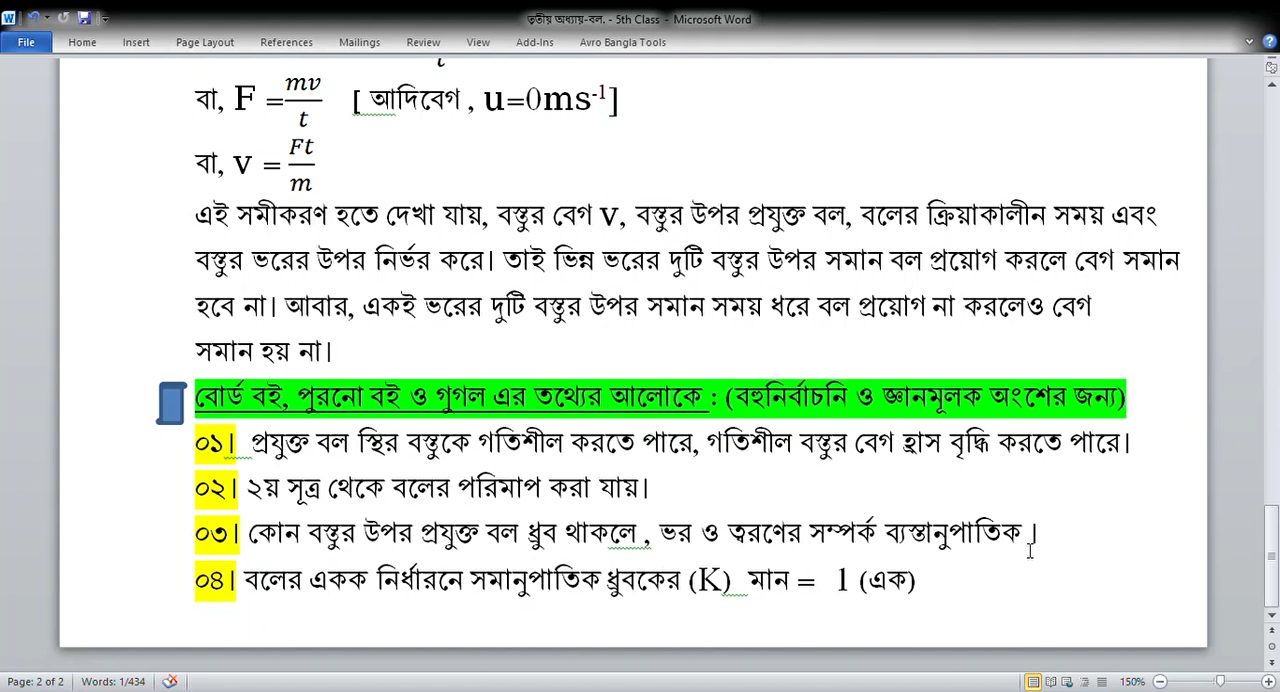 তৃতীয় অধ্যায়-বল. - 5th Class - Microsoft Word
File Home Insert Page Layout References Mailings Review View Add-Ins Avro Bangla Tools
t
বা, F = mv/t [ আদিবেগ , u=0ms-1]
বা, v = Ft/m
এই সমীকরণ হতে দেখা যায়, বস্তুর বেগ v, বস্তুর উপর প্রযুক্ত বল, বলের ক্রিয়াকালীন সময় এবং
বস্তুর ভরের উপর নির্ভর করে। তাই ভিন্ন ভরের দুটি বস্তুর উপর সমান বল প্রয়োগ করলে বেগ সমান
হবে না। আবার, একই ভরের দুটি বস্তুর উপর সমান সময় ধরে বল প্রয়োগ না করলেও বেগ
সমান হয় না।
বোর্ড বই, পুরনো বই ও গুগল এর তথ্যের আলোকে : (বহুনির্বাচনি ও জ্ঞানমূলক অংশের জন্য)
০১। প্রযুক্ত বল স্থির বস্তুকে গতিশীল করতে পারে, গতিশীল বস্তুর বেগ হ্রাস বৃদ্ধি করতে পারে।
০২। ২য় সূত্র থেকে বলের পরিমাপ করা যায়।
০৩। কোন বস্তুর উপর প্রযুক্ত বল ধ্রুব থাকলে , ভর ও ত্বরণের সম্পর্ক ব্যস্তানুপাতিক ।
০৪। বলের একক নির্ধারনে সমানুপাতিক ধ্রুবকের (K) মান = 1 (এক)
Page: 2 of 2 Words: 1/434 150%